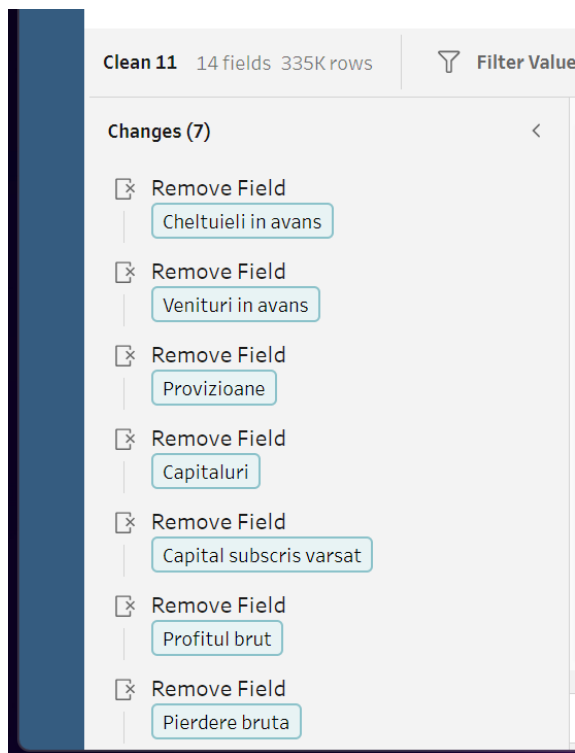 Clean 11 14 fields 335K rows Filter Value
Changes (7)
Remove Field
Cheltuieli in avans
Remove Field
Venituri in avans
Remove Field
Provizioane
Remove Field
Capitaluri
Remove Field
Capital subscris varsat
Remove Field
Profitul brut
Remove Field
Pierdere bruta